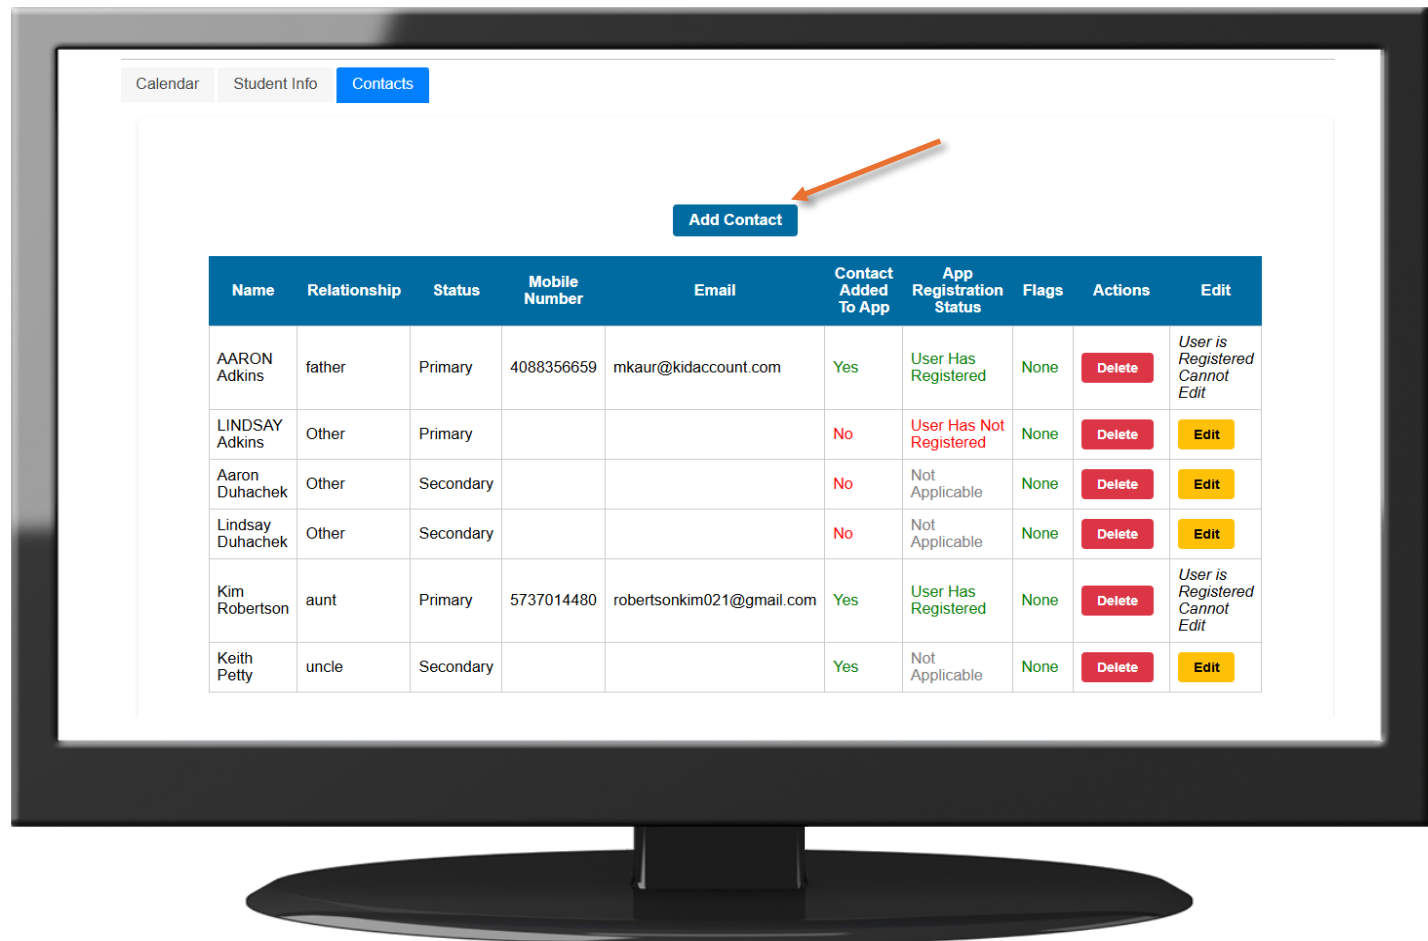 Calendar Student Info Contacts
Add Contact
Name Relationship Status Mobile Number Email Contact Added To App App Registration Status Flags Actions Edit
AARON Adkins father Primary 4088356659 mkaur@kidaccount.com Yes User Has Registered None Delete User is Registered Cannot Edit
LINDSAY Adkins Other Primary No User Has Not Registered None Delete Edit
Aaron Duhachek Other Secondary No Not Applicable None Delete Edit
Lindsay Duhachek Other Secondary No Not Applicable None Delete Edit
Kim Robertson aunt Primary 5737014480 robertsonkim021@gmail.com Yes User Has Registered None Delete User is Registered Cannot Edit
Keith Petty uncle Secondary Yes Not Applicable None Delete Edit